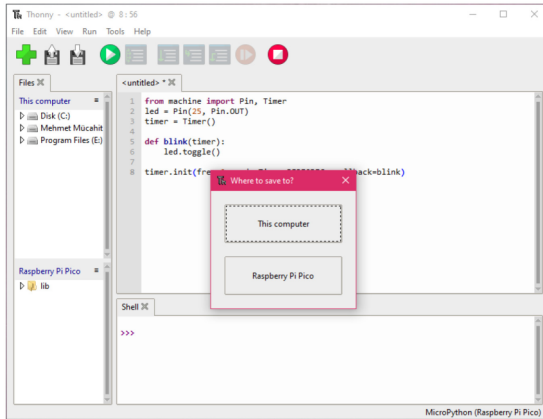 Thonny - <untitled> @ 8:56
File Edit View Run Tools Help
Files
This computer
Disk (C:)
Mehmet Mücahit
Program Files (E:)
Raspberry Pi Pico
lib
<untitled> *
1 from machine import Pin, Timer
2 led = Pin(25, Pin.OUT)
3 timer = Timer()
4
5 def blink(timer):
6 led.toggle()
7
8 timer.init(fre back=blink)
Where to save to?
This computer
Raspberry Pi Pico
Shell
>>>
MicroPython (Raspberry Pi Pico)